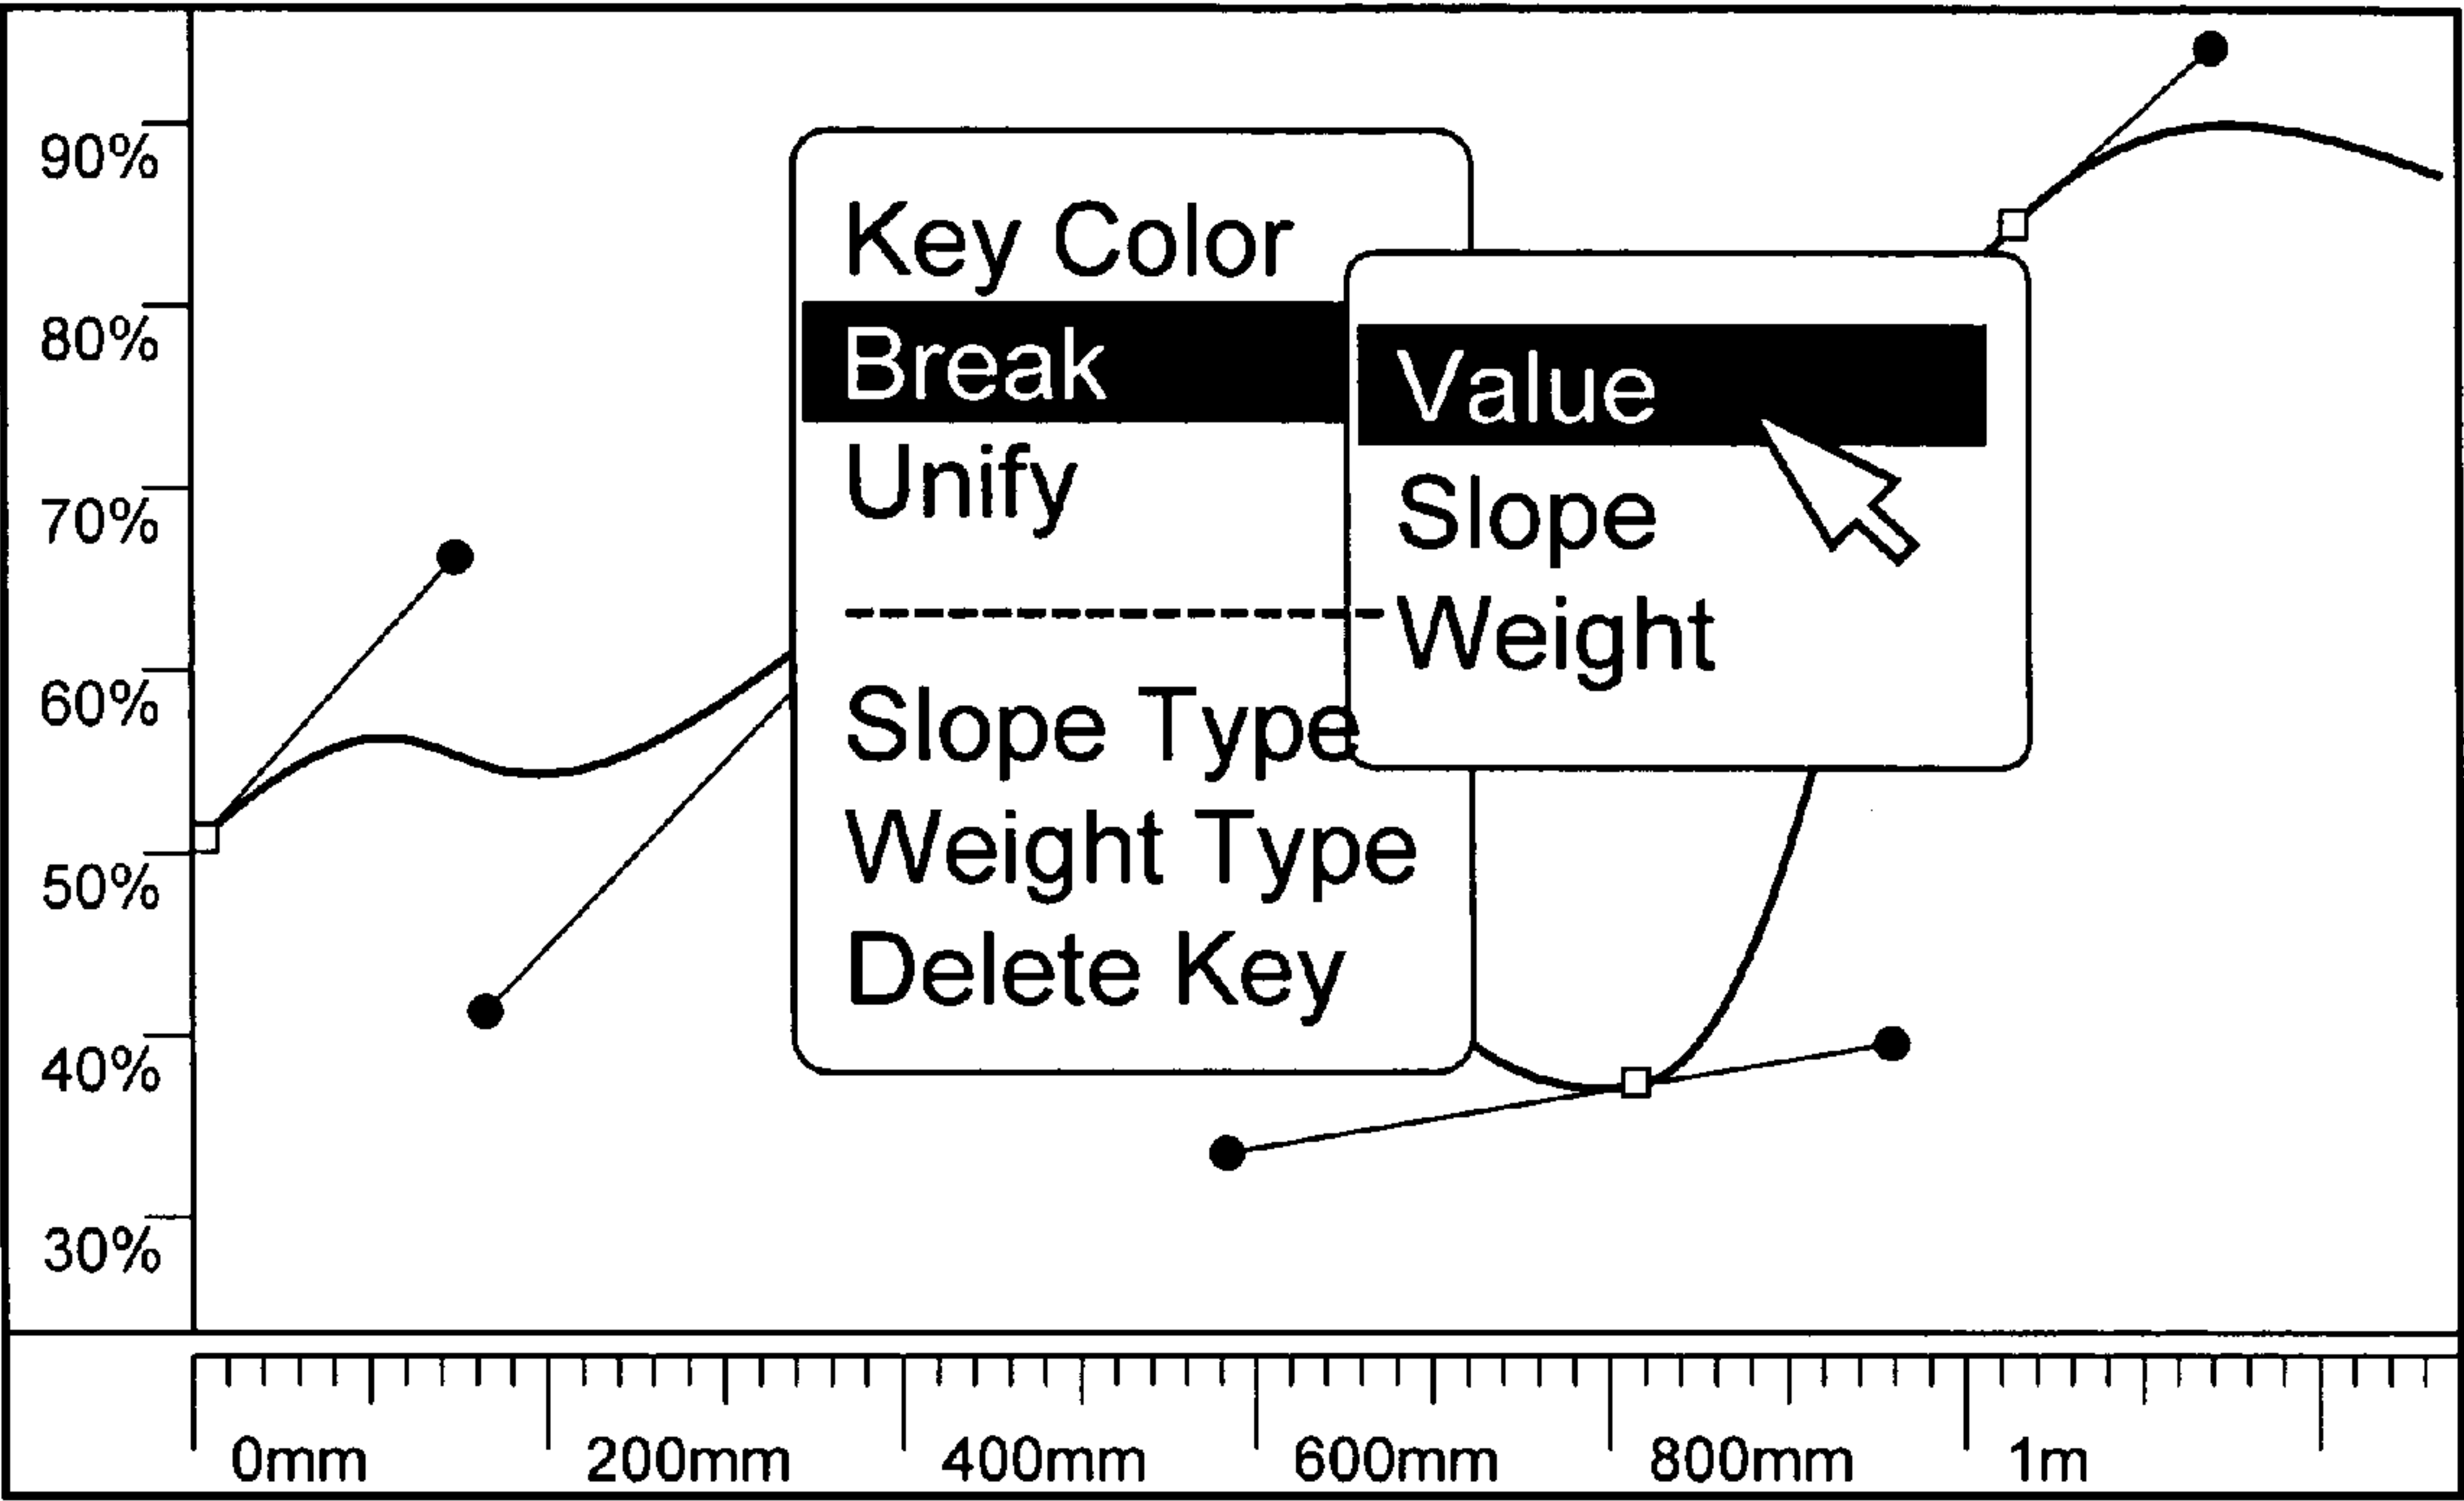 90%
80%
70%
60%
50%
40%
30%
Key Color
Break
Unify
Slope Type
Weight Type
Delete Key
Value
Slope
Weight
0mm 200mm 400mm 600mm 800mm 1m